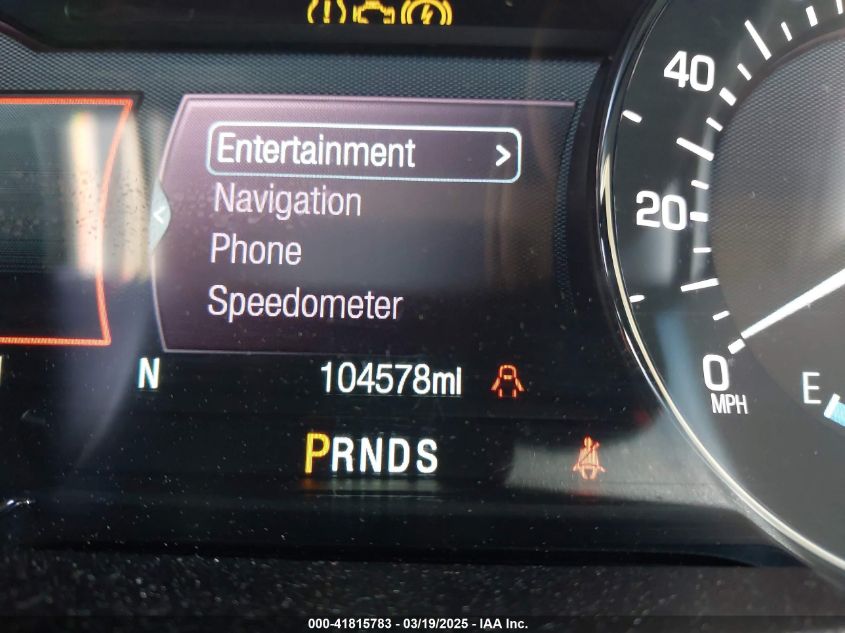 Entertainment >
Navigation
Phone
Speedometer
40
20
0
MPH
E
N
104578mi
PRNDS
000-41815783 - 03/19/2025 - IAA Inc.